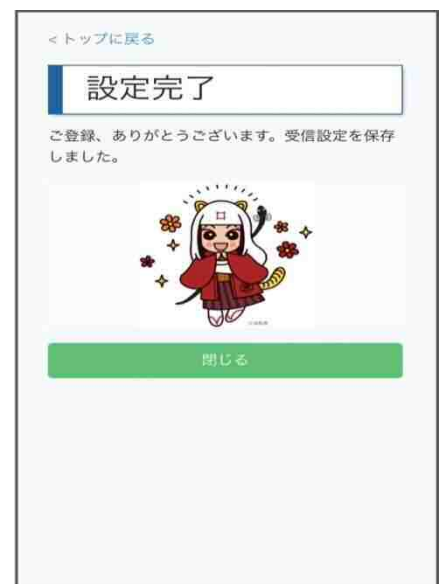 ＜トップに戻る
設定完了
ご登録、ありがとうございます。受信設定を保存
しました。
閉じる